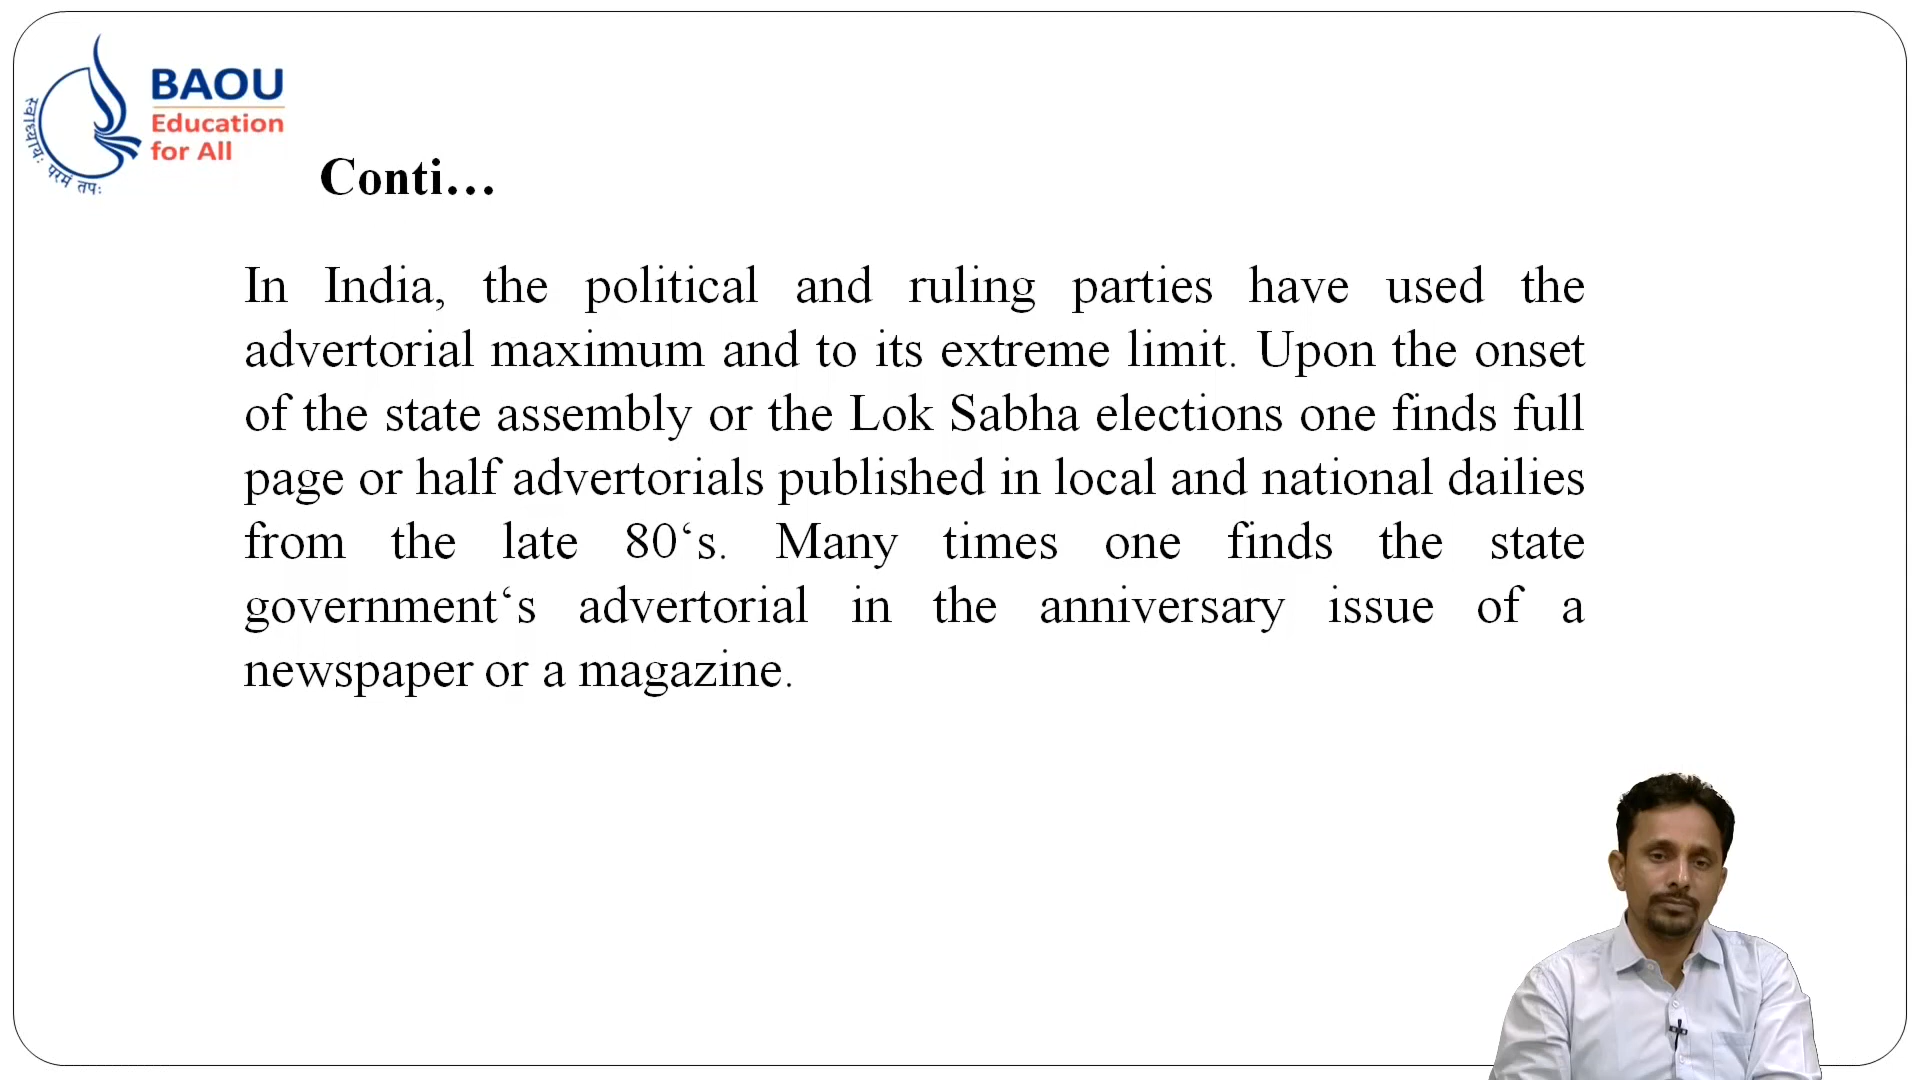 BAOU
Education
for All
स्वाध्यायः परमं तपः
Conti…
In India, the political and ruling parties have used the
advertorial maximum and to its extreme limit. Upon the onset
of the state assembly or the Lok Sabha elections one finds full
page or half advertorials published in local and national dailies
from the late 80‘s. Many times one finds the state
government‘s advertorial in the anniversary issue of a
newspaper or a magazine.